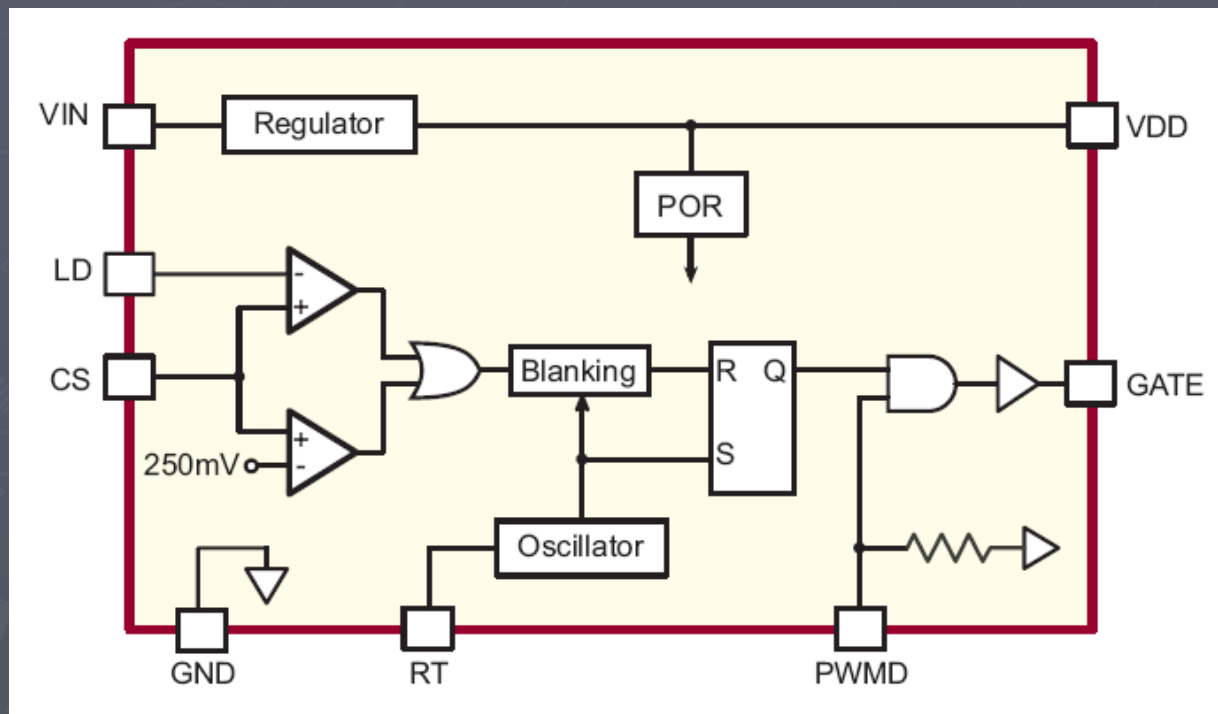 VIN
Regulator
VDD
POR
LD
-
+
CS
Blanking
R
Q
GATE
+
250mV
-
S
Oscillator
GND
RT
PWMD